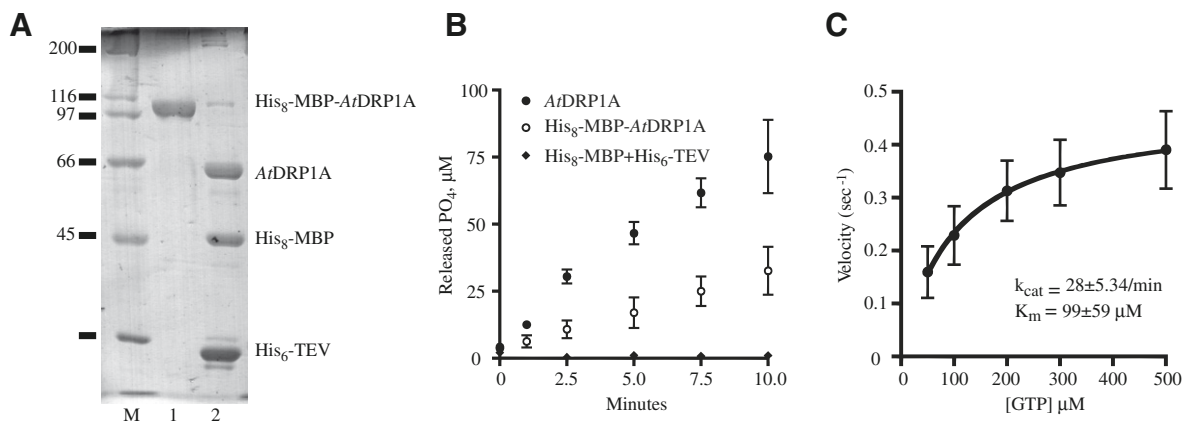 A
200
116
97
66
45
His8-MBP-AtDRP1A
AtDRP1A
His8-MBP
His6-TEV
M 1 2
B
100
75
50
25
0
Released PO4, μM
AtDRP1A
His8-MBP-AtDRP1A
His8-MBP+His6-TEV
0 2.5 5.0 7.5 10.0
Minutes
C
0.5
0.4
0.3
0.2
0.1
0
Velocity (sec-1)
kcat = 28±5.34/min
Km = 99±59 μM
0 100 200 300 400 500
[GTP] μM